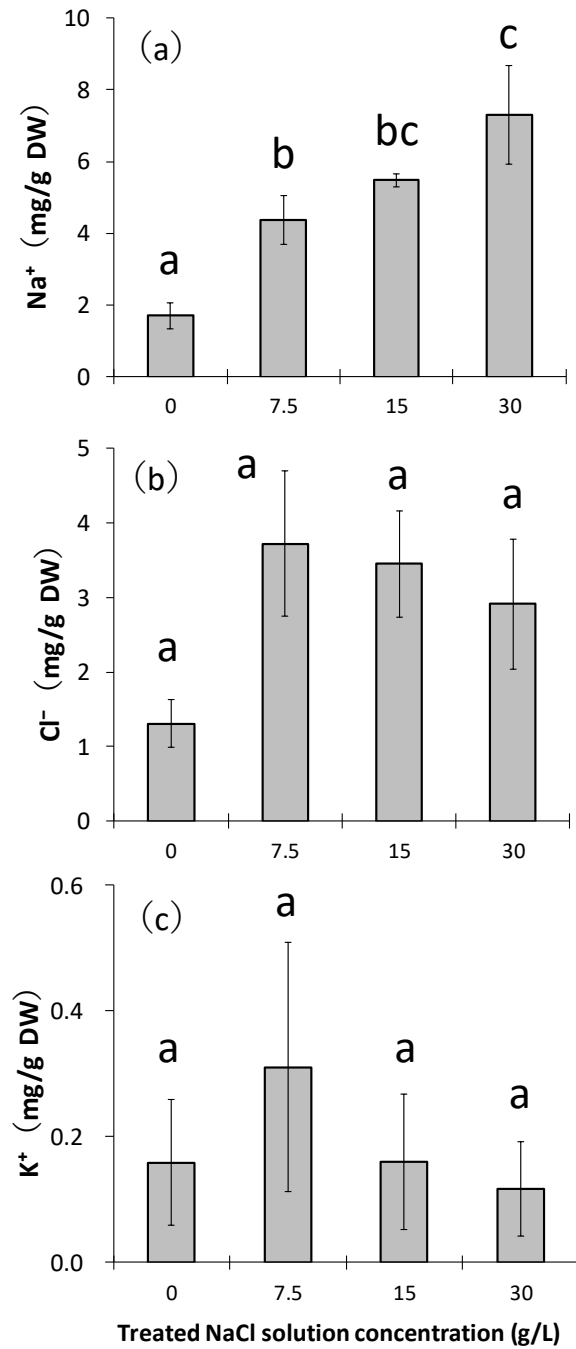 (a)
10
8
6
4
2
0
Na⁺ (mg/g DW)
a
b
bc
c
0 7.5 15 30
(b)
5
4
3
2
1
0
Cl⁻ (mg/g DW)
a
a
a
a
0 7.5 15 30
(c)
0.6
0.4
0.2
0.0
K⁺ (mg/g DW)
a
a
a
a
0 7.5 15 30
Treated NaCl solution concentration (g/L)